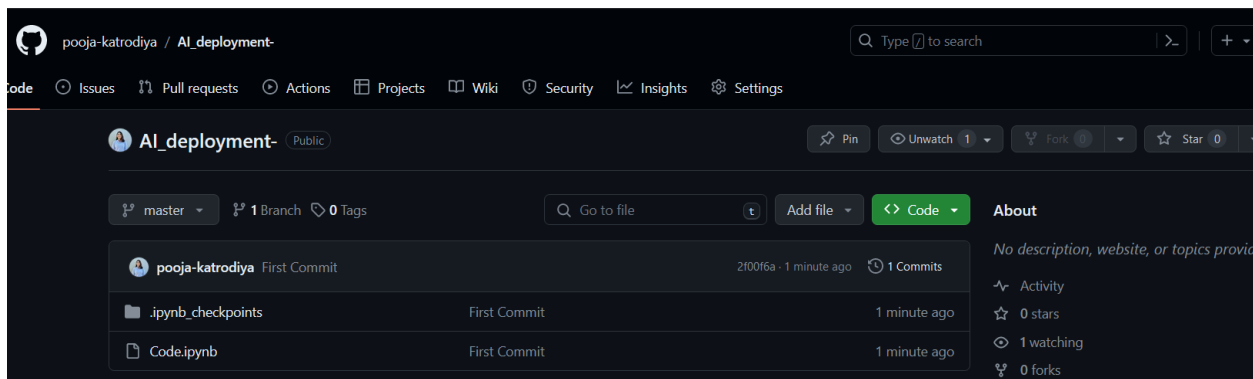 pooja-katrodiya / AI_deployment-
Type / to search
Code Issues Pull requests Actions Projects Wiki Security Insights Settings
AI_deployment- Public Pin Unwatch 1 Fork 0 Star 0
master 1 Branch 0 Tags Go to file t Add file Code About
No description, website, or topics
pooja-katrodiya First Commit 2f00f6a · 1 minute ago 1 Commits
Activity
.ipynb_checkpoints First Commit 1 minute ago
0 stars
1 watching
Code.ipynb First Commit 1 minute ago
0 forks